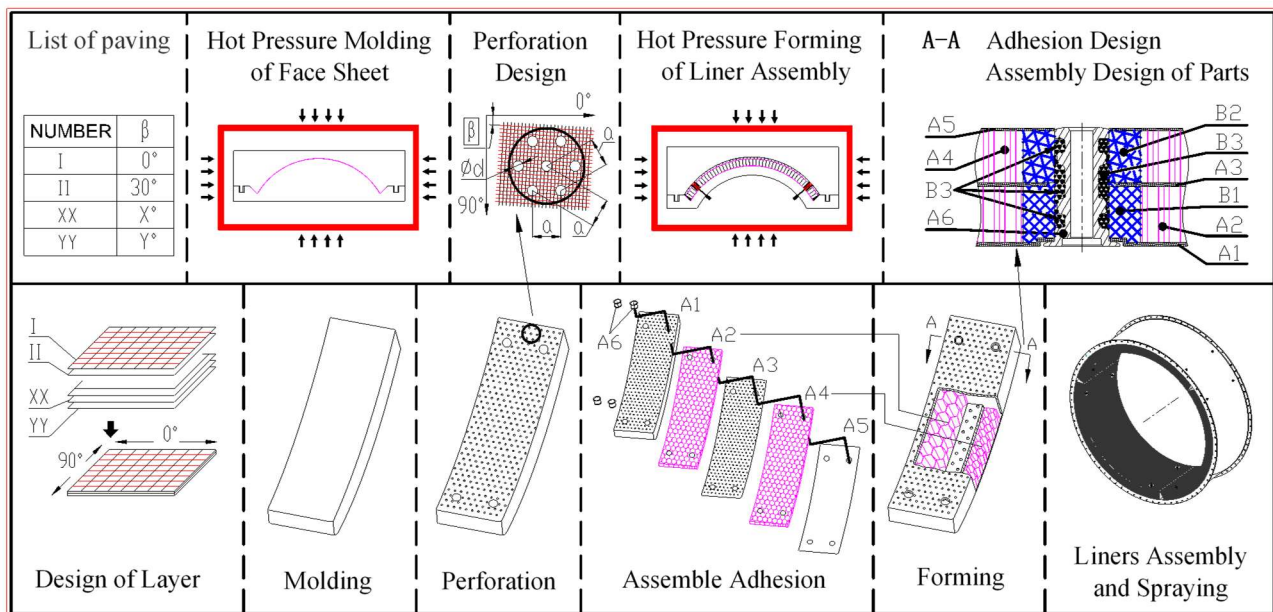 List of paving
NUMBER β
I 0°
II 30°
XX X°
YY Y°
Hot Pressure Molding
of Face Sheet
Perforation
Design
0°
β
a
Ød
90°
a
a
Hot Pressure Forming
of Liner Assembly
A-A Adhesion Design
Assembly Design of Parts
A5
A4
B3
A6
B2
B3
A3
B1
A2
A1
I
II
XX
YY
0°
90°
Design of Layer
Molding
Perforation
A1
A6
A2
A3
A4
A5
Assemble Adhesion
A
A
Forming
Liners Assembly
and Spraying